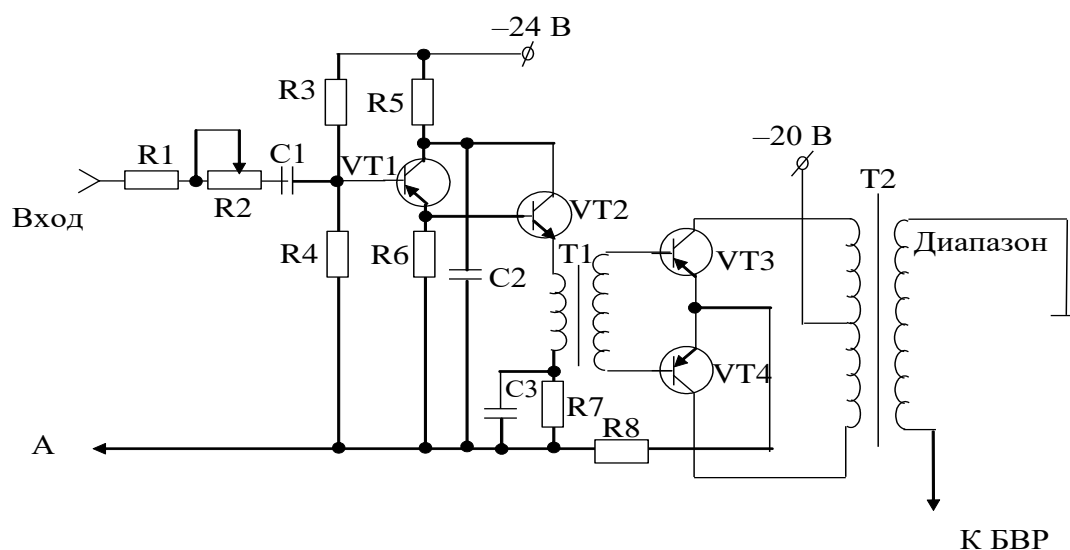 –24 В
R3
R5
–20 В
R1
C1
VT1
T2
R2
Вход
VT2
R4
R6
T1
Диапазон
VT3
C2
VT4
C3
R7
R8
А
К БВР